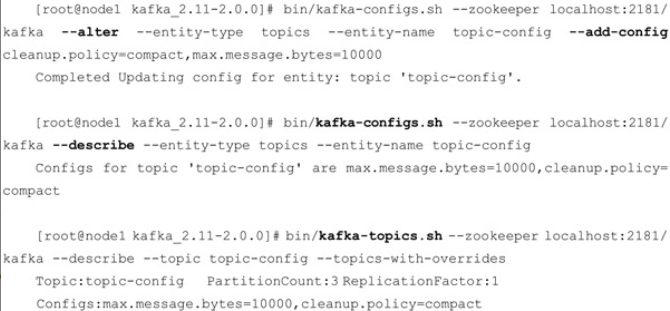 [root@node1 kafka_2.11-2.0.0]# bin/kafka-configs.sh --zookeeper localhost:2181/
kafka --alter --entity-type topics --entity-name topic-config --add-config
cleanup.policy=compact,max.message.bytes=10000
Completed Updating config for entity: topic 'topic-config'.
[root@node1 kafka_2.11-2.0.0]# bin/kafka-configs.sh --zookeeper localhost:2181/
kafka --describe --entity-type topics --entity-name topic-config
Configs for topic 'topic-config' are max.message.bytes=10000,cleanup.policy=
compact
[root@node1 kafka_2.11-2.0.0]# bin/kafka-topics.sh --zookeeper localhost:2181/
kafka --describe --topic topic-config --topics-with-overrides
Topic:topic-config PartitionCount:3 ReplicationFactor:1
Configs:max.message.bytes=10000,cleanup.policy=compact